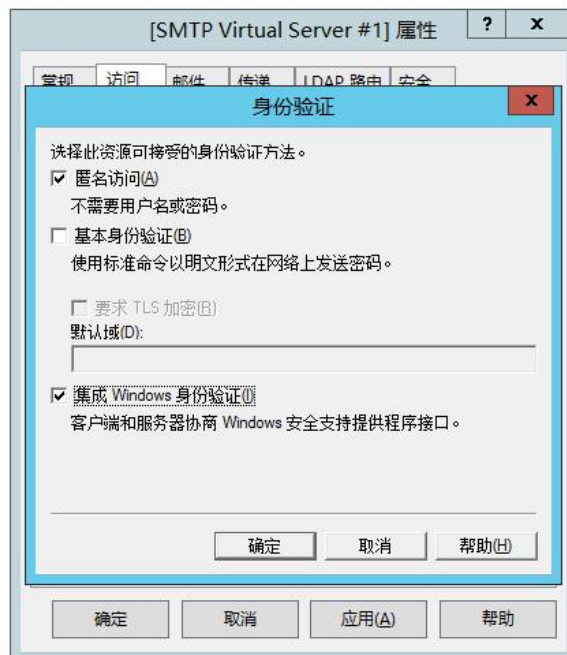 [SMTP Virtual Server #1] 属性
?
x
常规 访问 邮件 传递 LDAP 路由 安全
身份验证
x
选择此资源可接受的身份验证方法。
匿名访问(A)
不需要用户名或密码。
基本身份验证(B)
使用标准命令以明文形式在网络上发送密码。
要求 TLS 加密(R)
默认域(D):
集成 Windows 身份验证(I)
客户端和服务器协商 Windows 安全支持提供程序接口。
确定 取消 帮助(H)
确定 取消 应用(A) 帮助